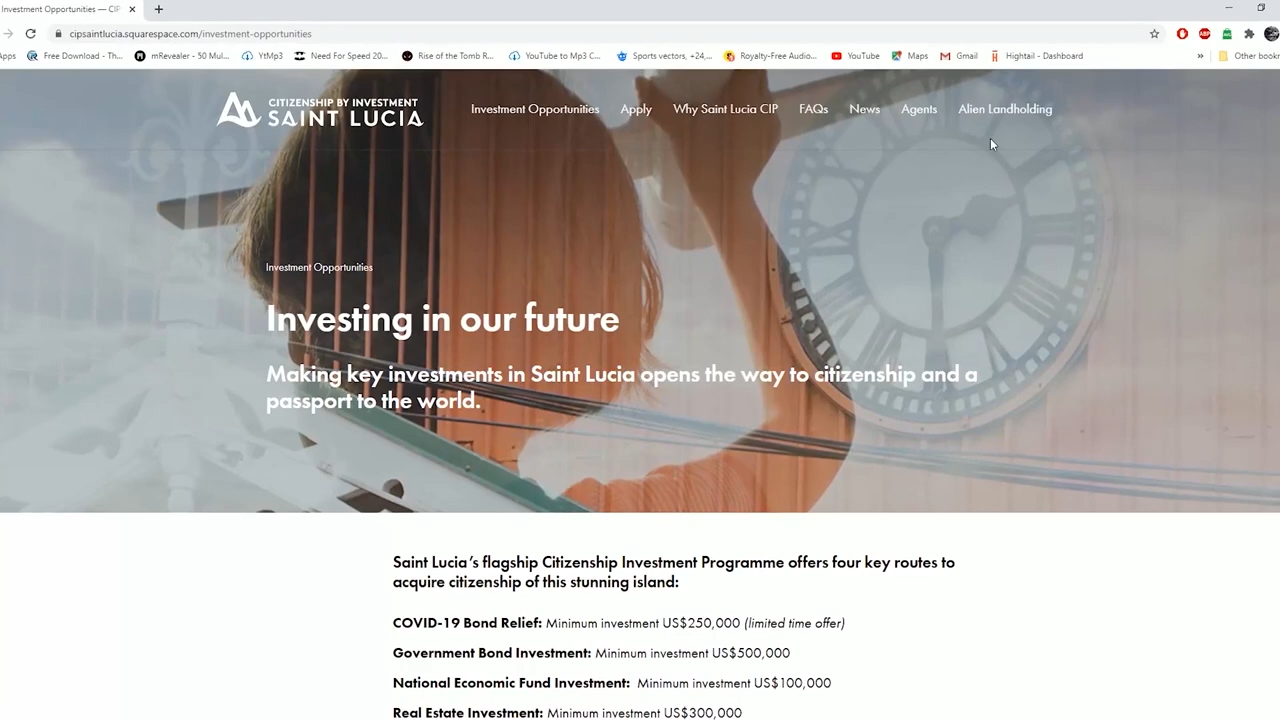 Investment Opportunities — CIP
cipsaintlucia.squarespace.com/investment-opportunities
Apps Free Download - Th... mRevealer - 50 Mul... YtMp3 Need For Speed 20... Rise of the Tomb R... YouTube to Mp3 C... Sports vectors, +24,... Royalty-Free Audio... YouTube Maps Gmail Hightail - Dashboard » Other bookm
CITIZENSHIP BY INVESTMENT
SAINT LUCIA
Investment Opportunities Apply Why Saint Lucia CIP FAQs News Agents Alien Landholding
Investment Opportunities
Investing in our future
Making key investments in Saint Lucia opens the way to citizenship and a
passport to the world.
Saint Lucia's flagship Citizenship Investment Programme offers four key routes to
acquire citizenship of this stunning island:
COVID-19 Bond Relief: Minimum investment US$250,000 (limited time offer)
Government Bond Investment: Minimum investment US$500,000
National Economic Fund Investment: Minimum investment US$100,000
Real Estate Investment: Minimum investment US$300,000